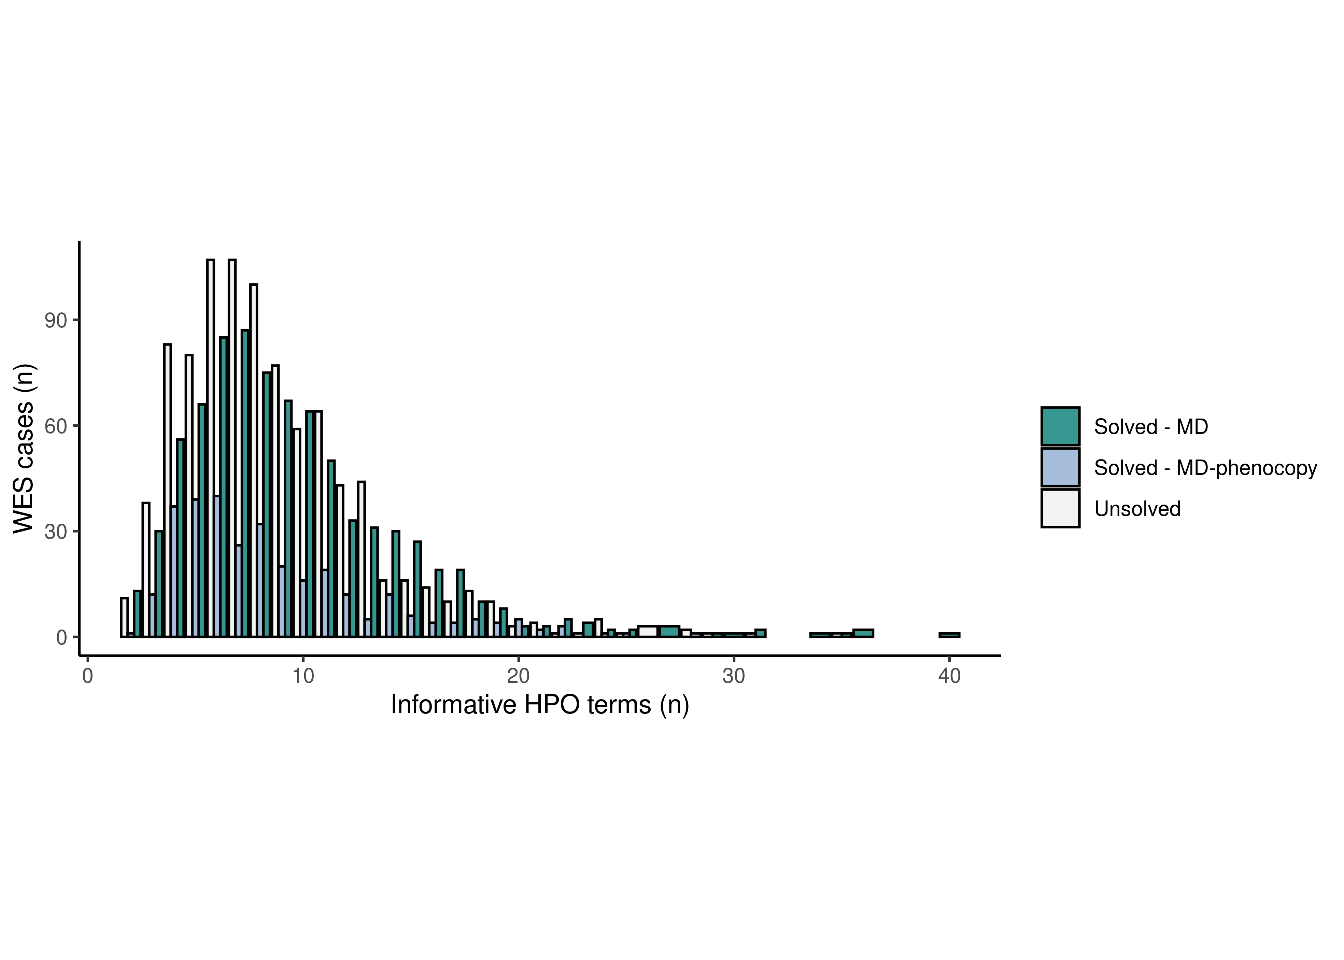 90
60
30
0
0 10 20 30 40
WES cases (n)
Informative HPO terms (n)
Solved - MD
Solved - MD-phenocopy
Unsolved